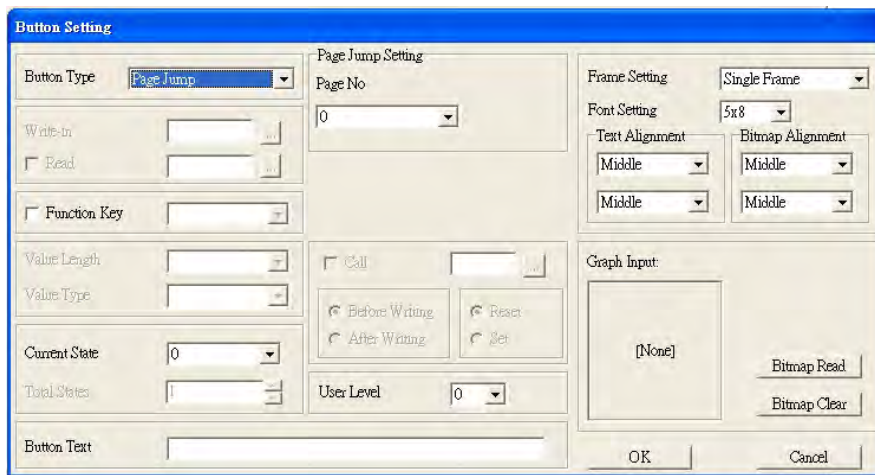 Button Setting
Button Type
Page Jump
Write-in
...
Read
...
Function Key
Value Length
Value Type
Current State
0
Total States
1
Button Text
Page Jump Setting
Page No
0
Call
...
Before Writing
After Writing
Reset
Set
User Level
0
Frame Setting
Single Frame
Font Setting
5x8
Text Alignment
Middle
Middle
Bitmap Alignment
Middle
Middle
Graph Input:
[None]
Bitmap Read
Bitmap Clear
OK
Cancel